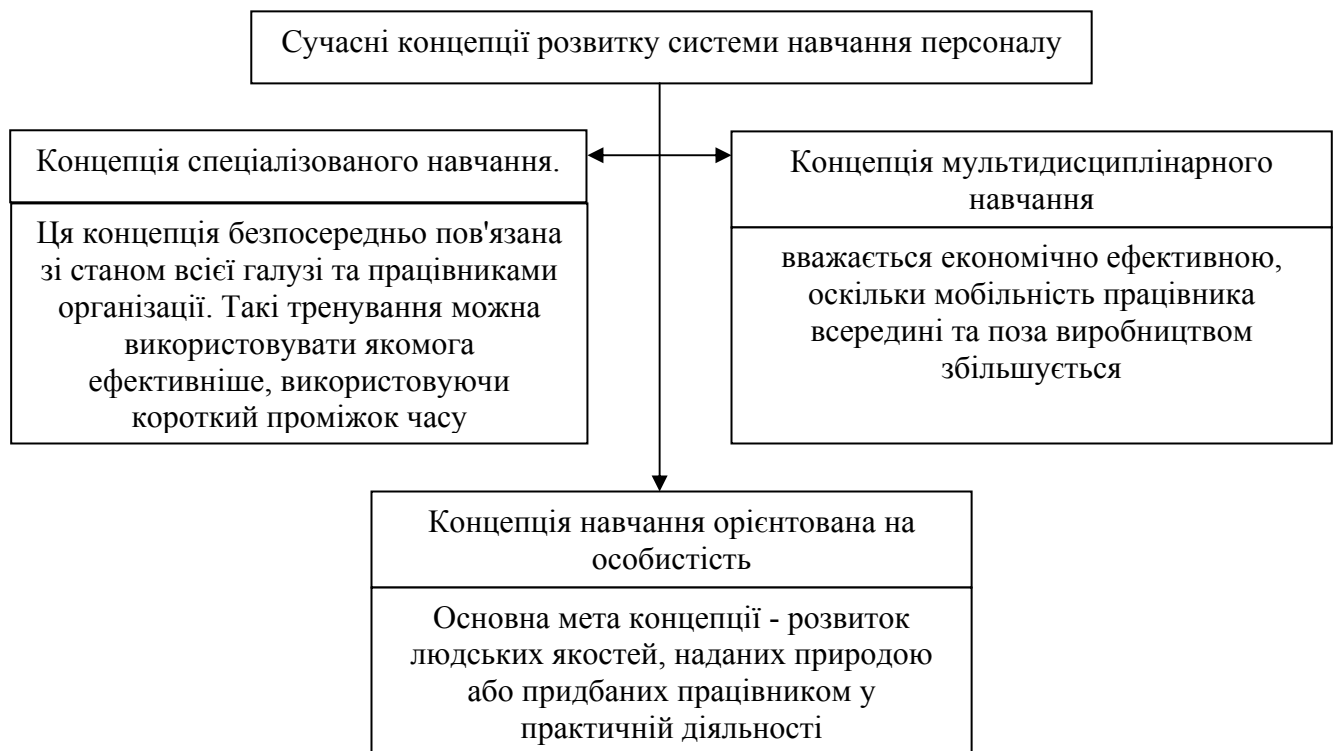 Сучасні концепції розвитку системи навчання персоналу
Концепція спеціалізованого навчання.
Ця концепція безпосередньо пов'язана
зі станом всієї галузі та працівниками
організації. Такі тренування можна
використовувати якомога
ефективніше, використовуючи
короткий проміжок часу
Концепція мультидисциплінарного
навчання
вважається економічно ефективною,
оскільки мобільність працівника
всередині та поза виробництвом
збільшується
Концепція навчання орієнтована на
особистість
Основна мета концепції - розвиток
людських якостей, наданих природою
або придбаних працівником у
практичній діяльності